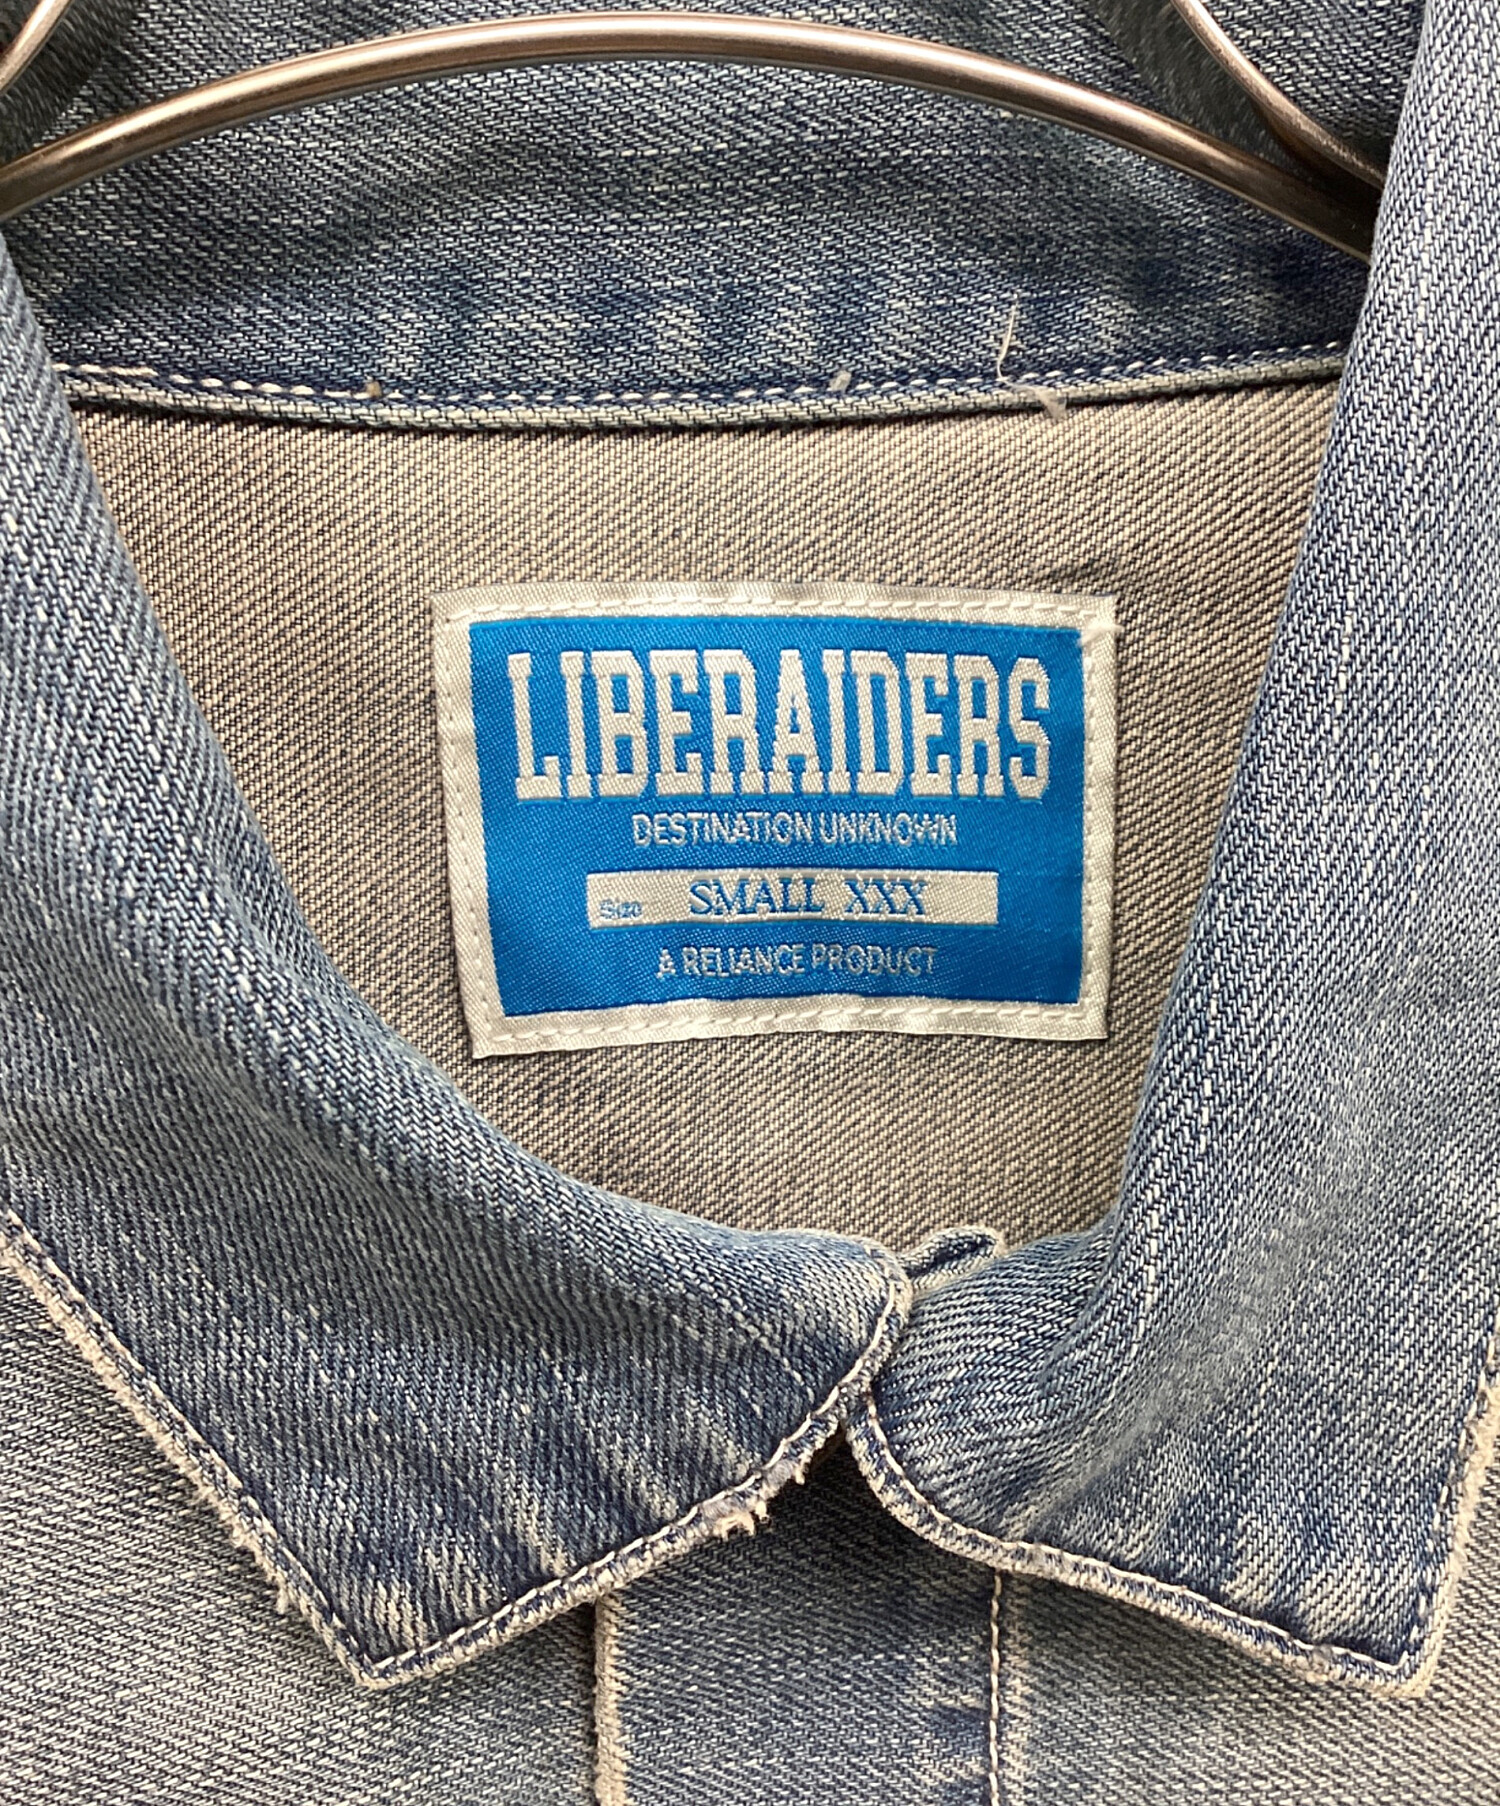 LIBERAIDERS
DESTINATION UNKNOWN
Size SMALL XXX
A RELIANCE PRODUCT